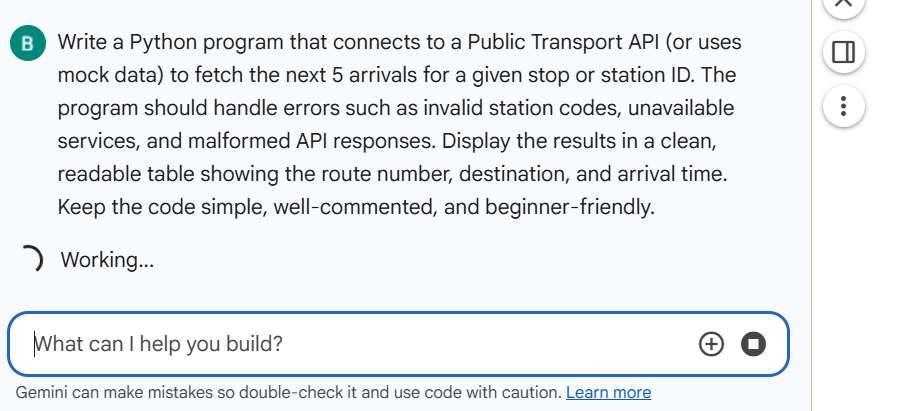 B
Write a Python program that connects to a Public Transport API (or uses
mock data) to fetch the next 5 arrivals for a given stop or station ID. The
program should handle errors such as invalid station codes, unavailable
services, and malformed API responses. Display the results in a clean,
readable table showing the route number, destination, and arrival time.
Keep the code simple, well-commented, and beginner-friendly.
Working...
What can I help you build?
Gemini can make mistakes so double-check it and use code with caution. Learn more